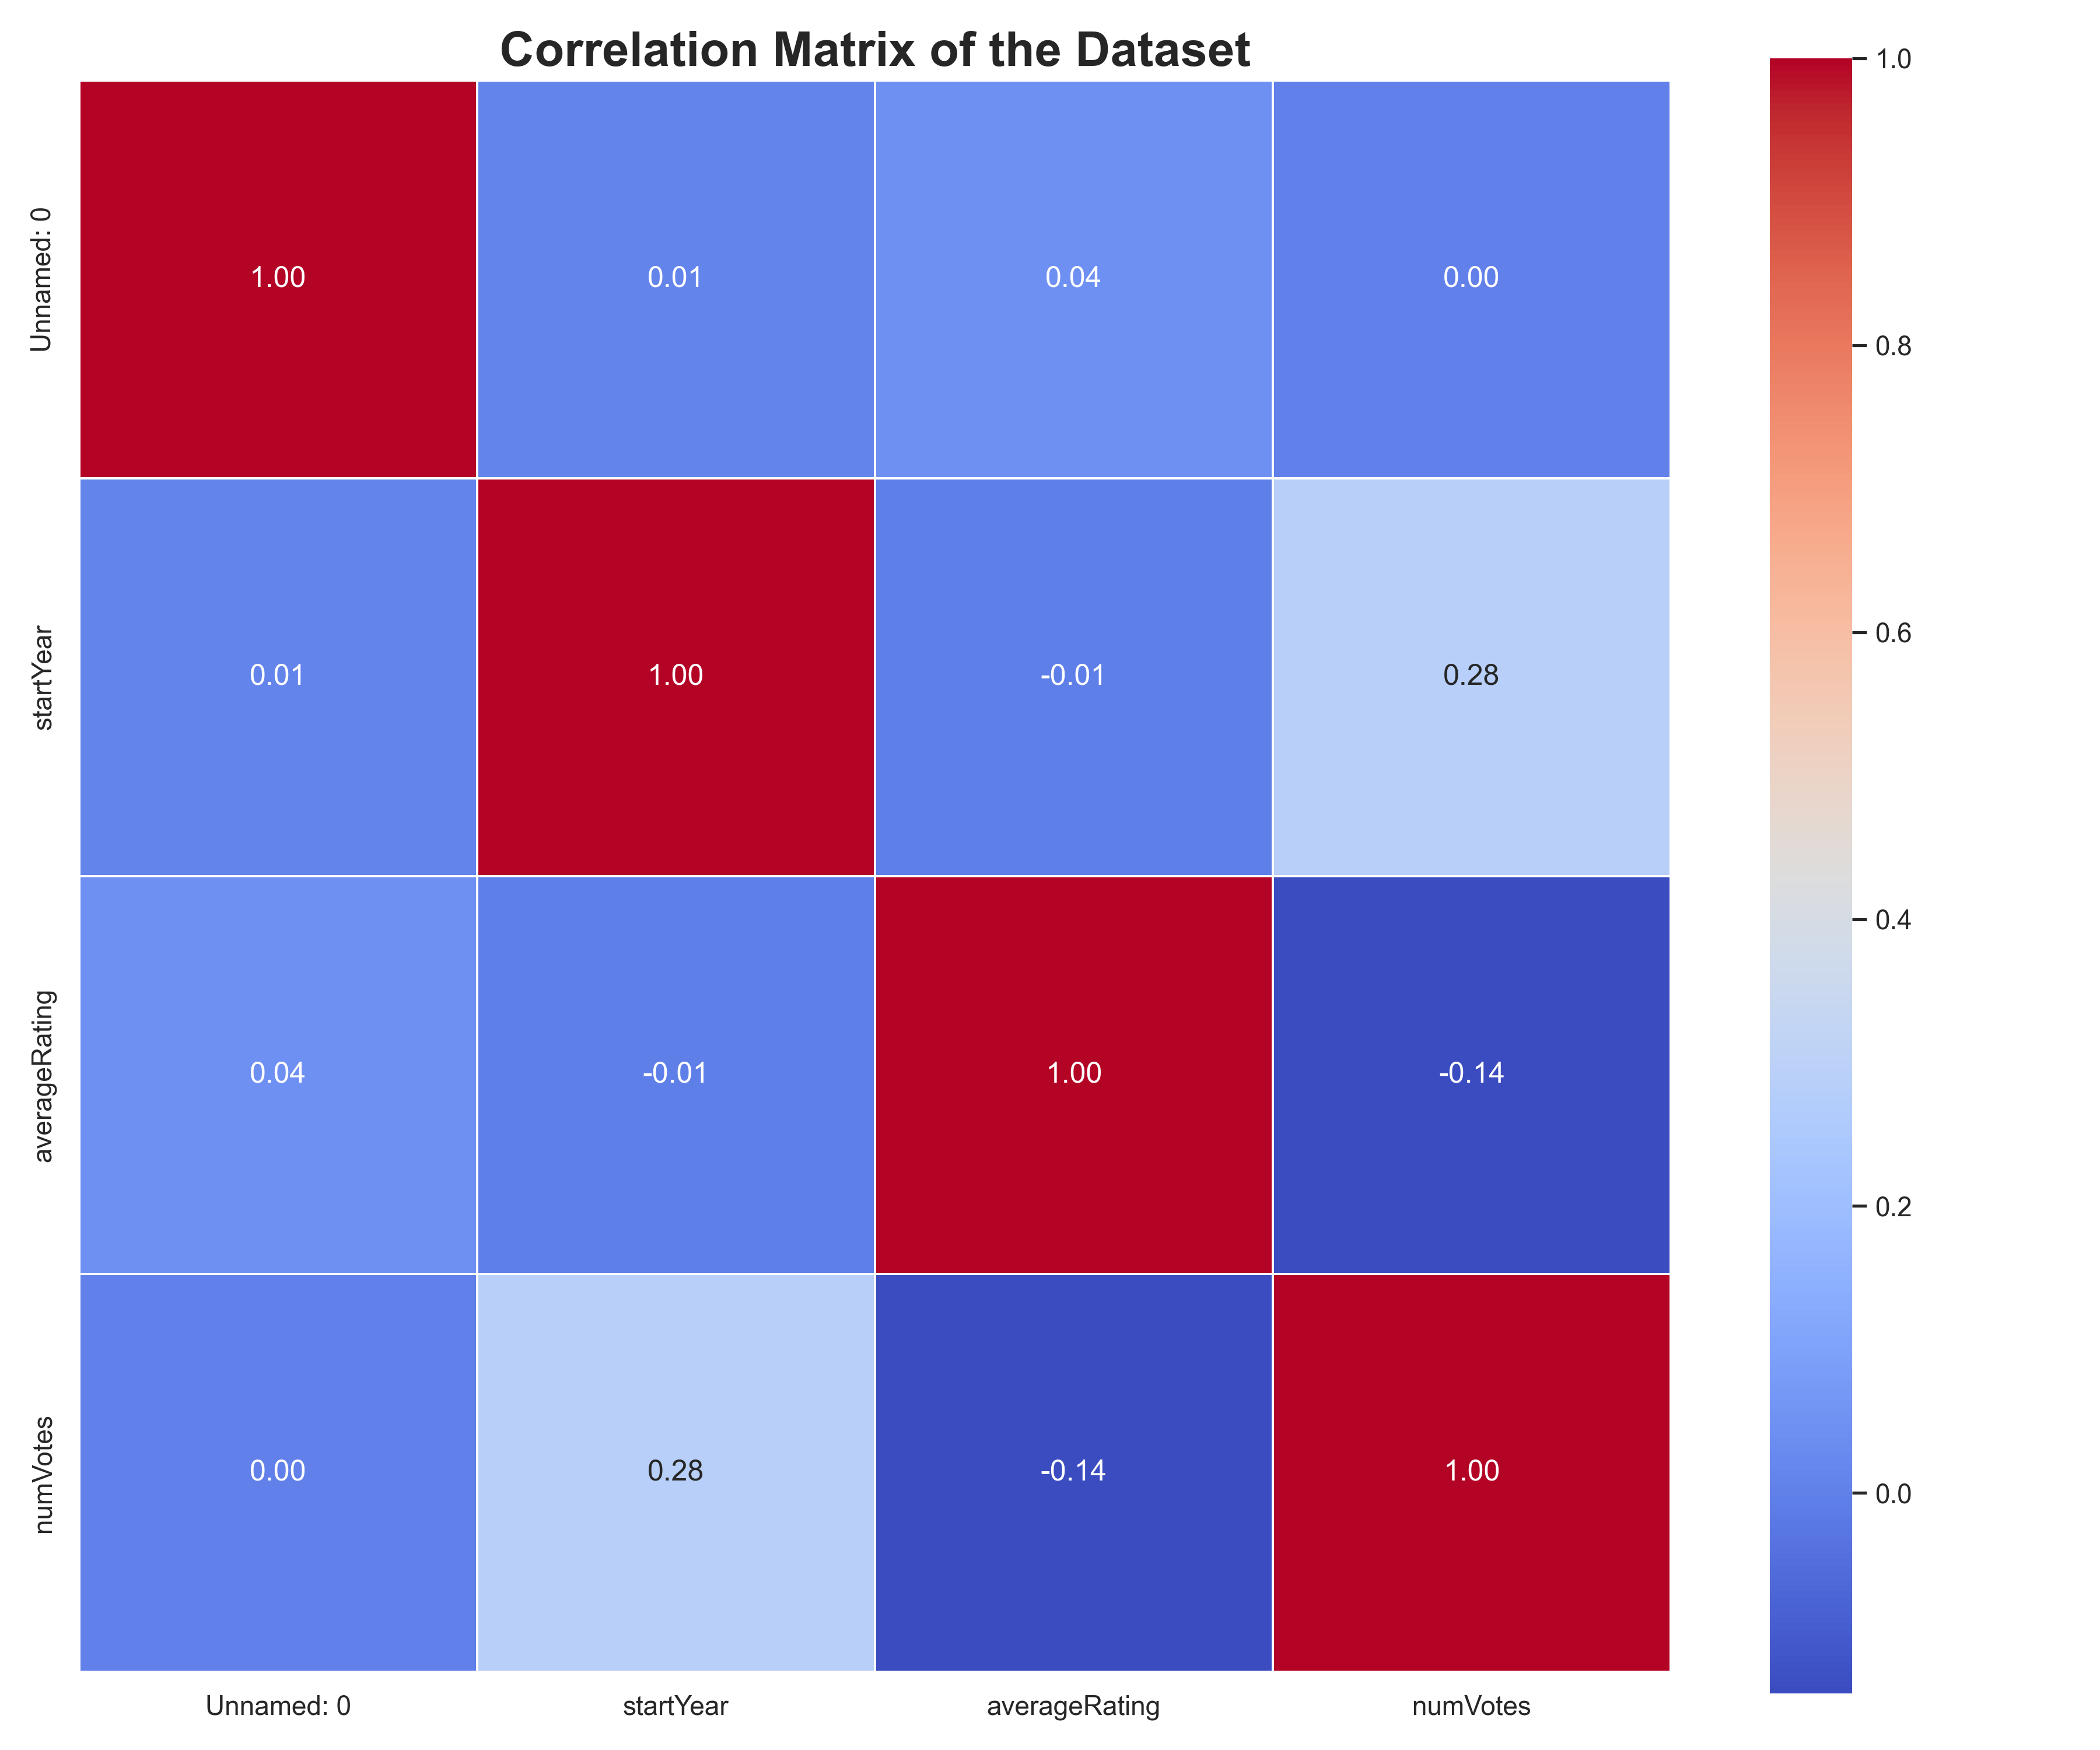 Correlation Matrix of the Dataset
Unnamed: 0
1.00 0.01 0.04 0.00
startYear
0.01 1.00 -0.01 0.28
averageRating
0.04 -0.01 1.00 -0.14
numVotes
0.00 0.28 -0.14 1.00
Unnamed: 0 startYear averageRating numVotes
1.0
0.8
0.6
0.4
0.2
0.0